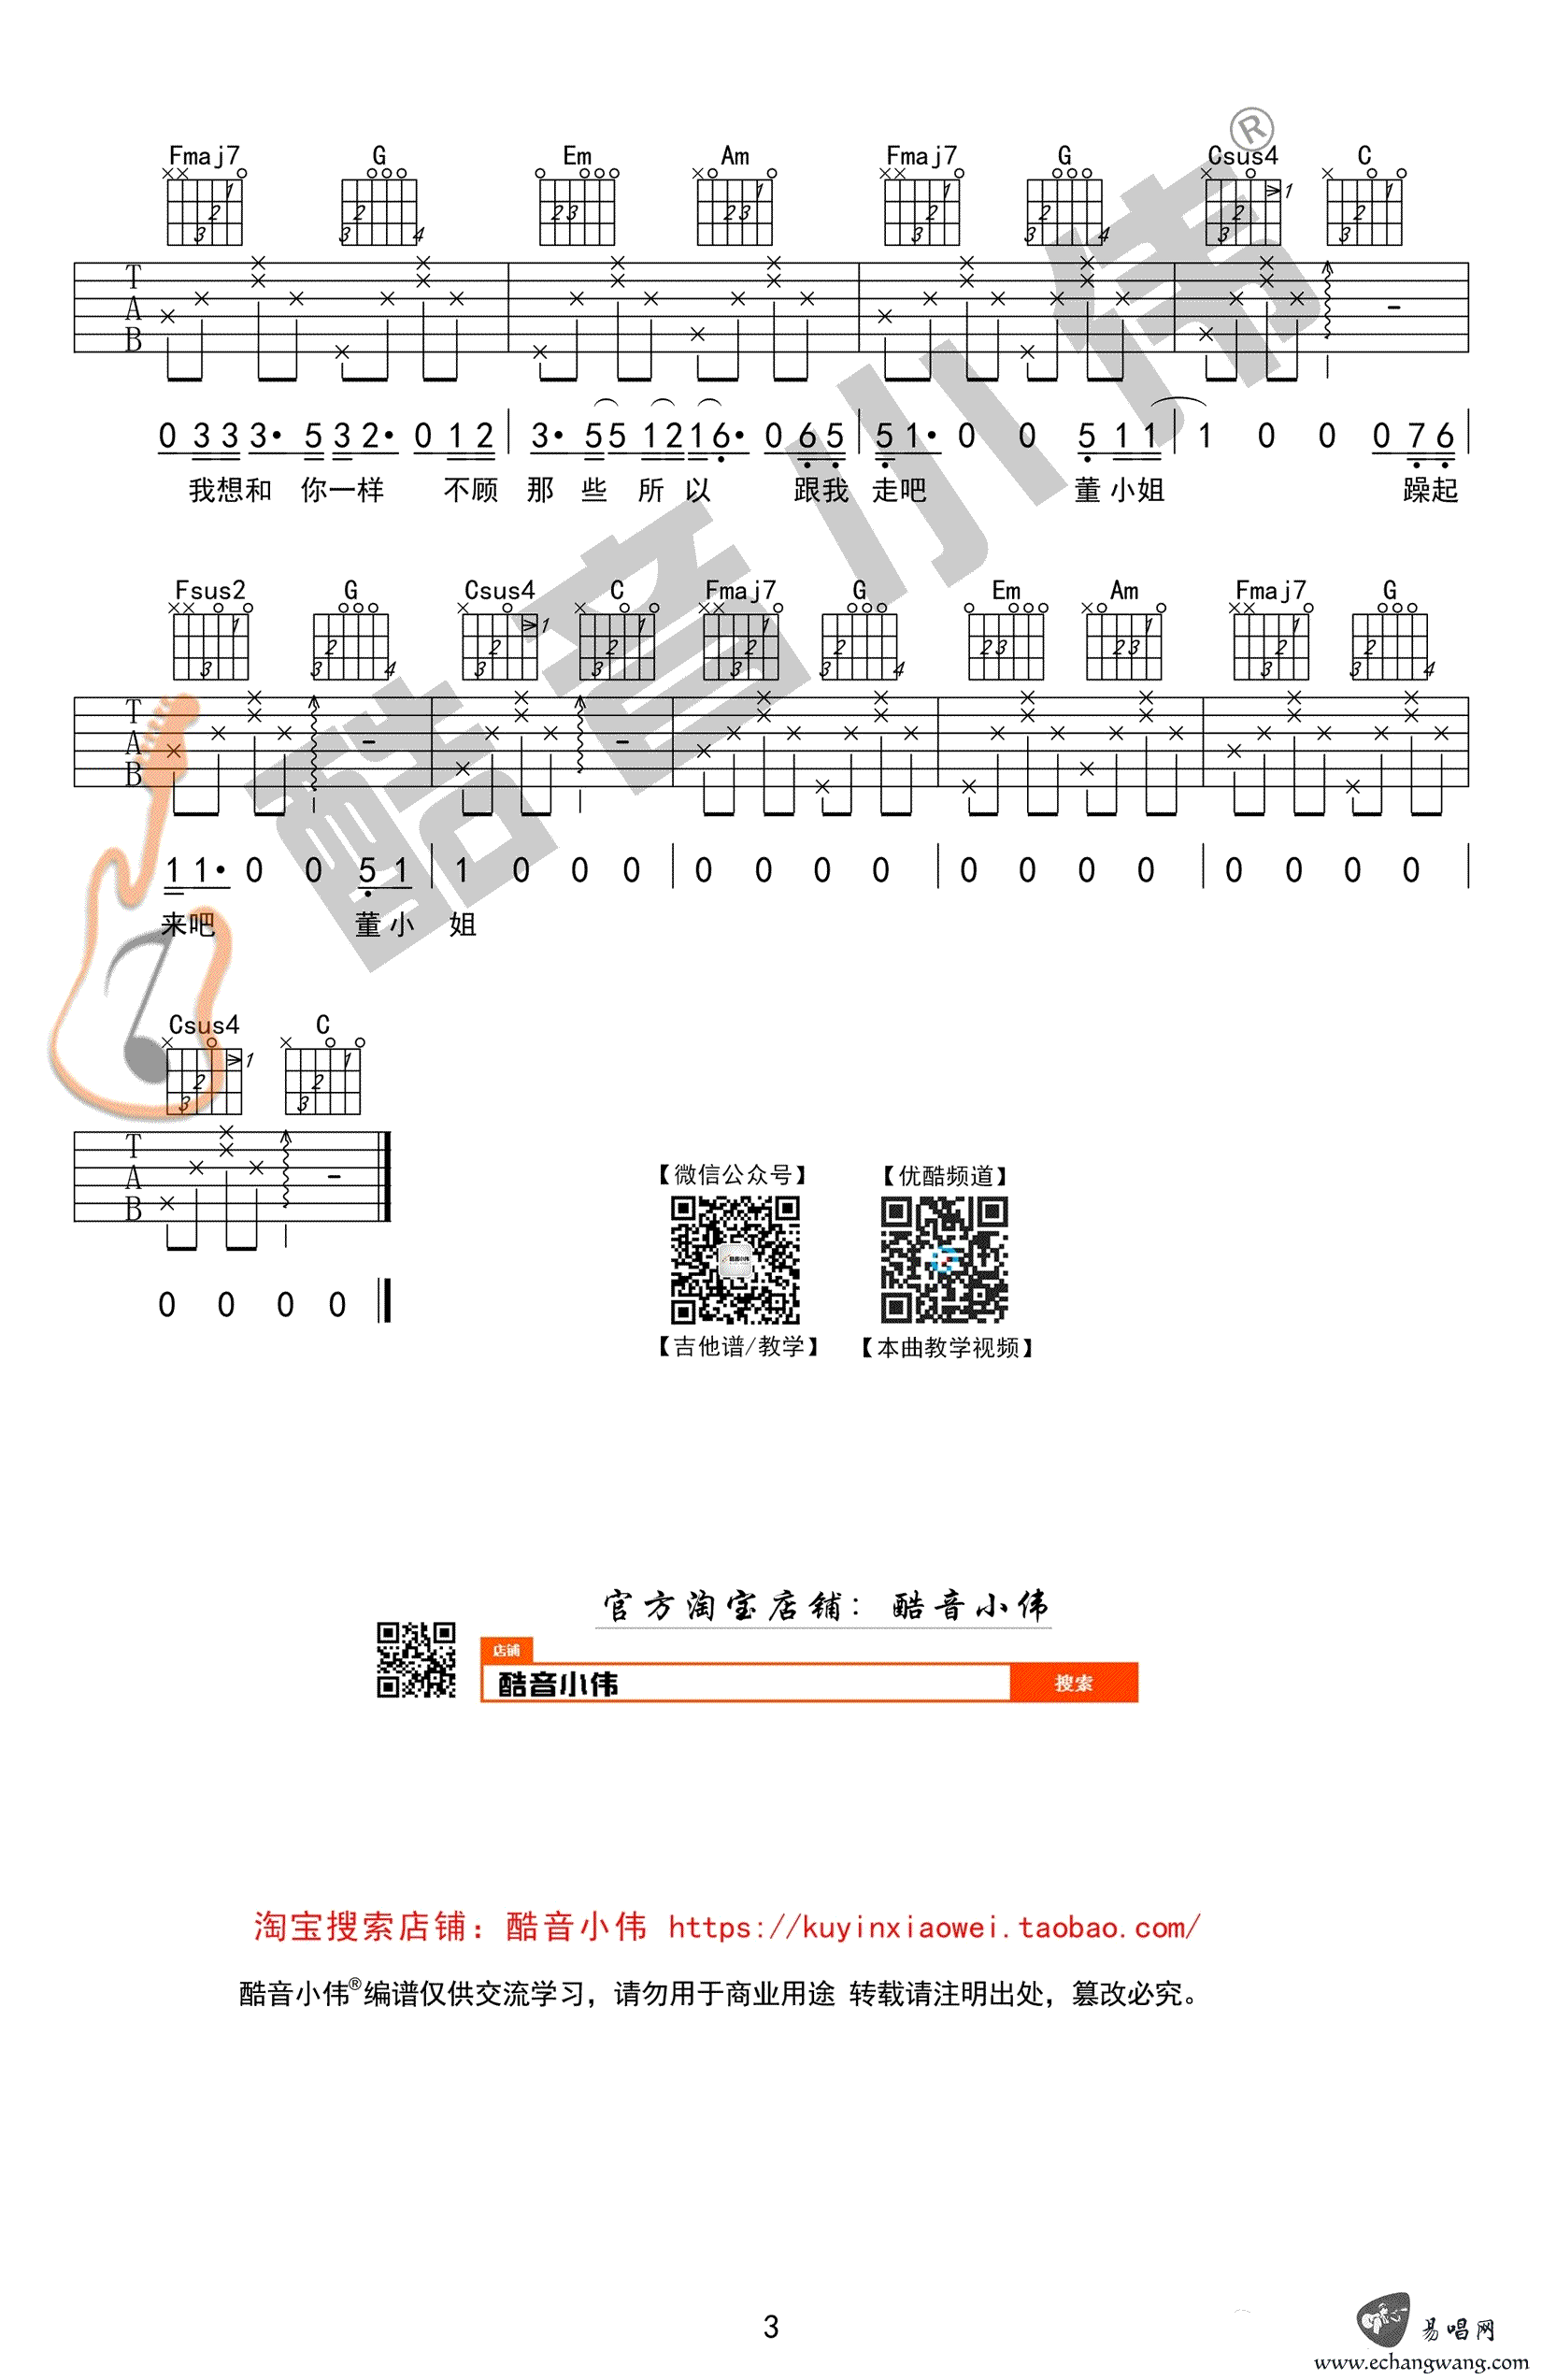 ®
Fmaj7 G Em Am Fmaj7 G Csus4 C
T
A
B
0 3 3 3· 5 3 2· 0 1 2 | 3· 5 5 1 2 1 6· 0 6 5 | 5 1· 0 0 5 1 1 | 1 0 0 0 7 6 |
我想和 你一样 不顾 那 些 所 以 跟我 走吧 董 小姐 躁起
Fsus2 G Csus4 C Fmaj7 G Em Am Fmaj7 G
T
A
B
1 1· 0 0 5 1 | 1 0 0 0 | 0 0 0 0 | 0 0 0 0 | 0 0 0 0 |
来吧 董 小 姐
酷音小伟
Csus4 C
T
A
B
0 0 0 0
【微信公众号】 【优酷频道】
酷音小伟
【吉他谱/教学】 【本曲教学视频】
官方淘宝店铺：酷音小伟
店铺
酷音小伟 搜索
淘宝搜索店铺：酷音小伟 https://kuyinxiaowei.taobao.com/
酷音小伟®编谱仅供交流学习，请勿用于商业用途 转载请注明出处，篡改必究。
3
易唱网
www.echangwang.com